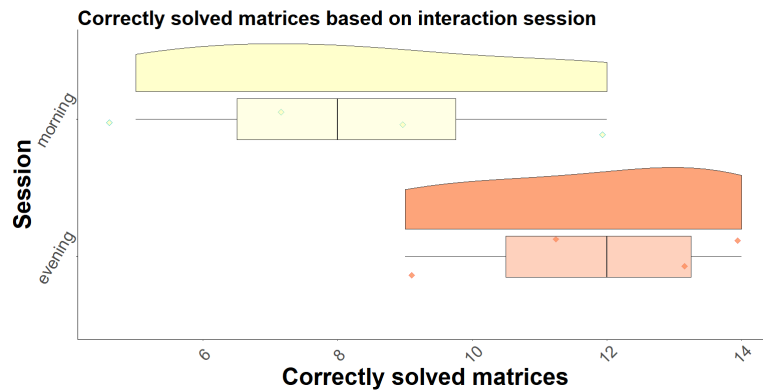 Correctly solved matrices based on interaction session
morning
evening
Session
6 8 10 12 14
Correctly solved matrices